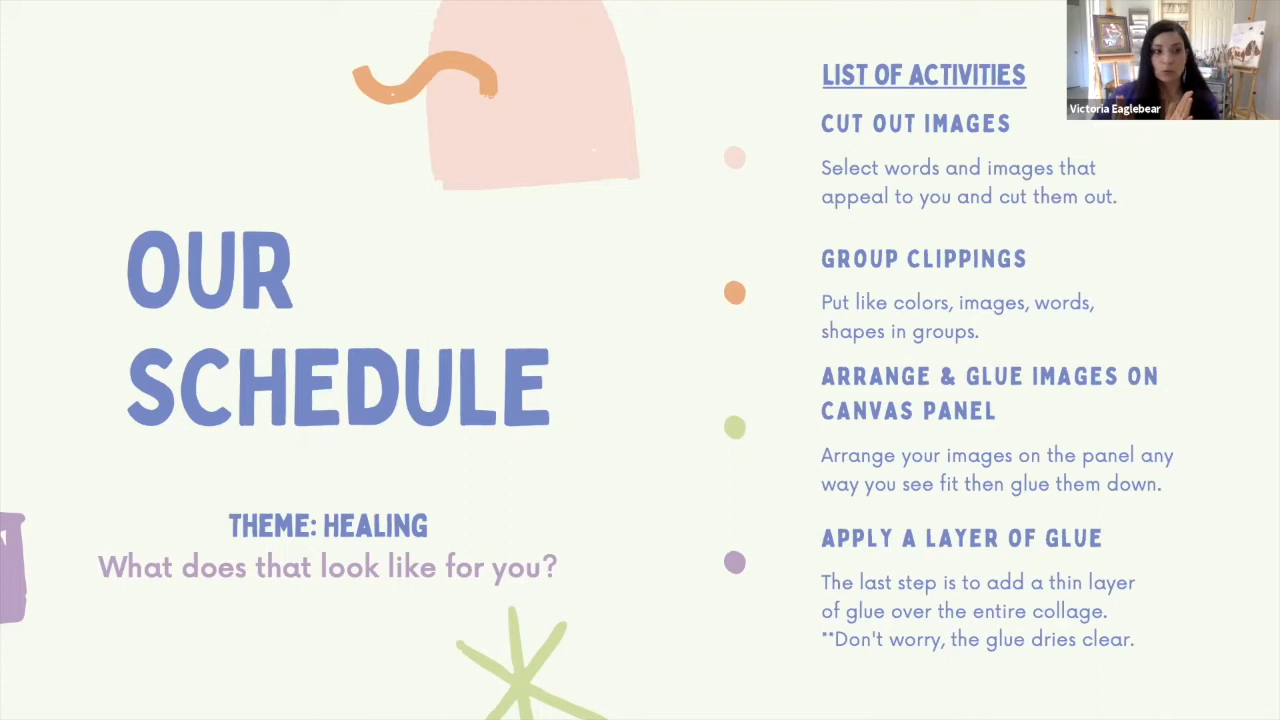 OUR
SCHEDULE
THEME: HEALING
What does that look like for you?
LIST OF ACTIVITIES
CUT OUT IMAGES
Select words and images that
appeal to you and cut them out.
GROUP CLIPPINGS
Put like colors, images, words,
shapes in groups.
ARRANGE & GLUE IMAGES ON
CANVAS PANEL
Arrange your images on the panel any
way you see fit then glue them down.
APPLY A LAYER OF GLUE
The last step is to add a thin layer
of glue over the entire collage.
**Don't worry, the glue dries clear.
Victoria Eaglebear